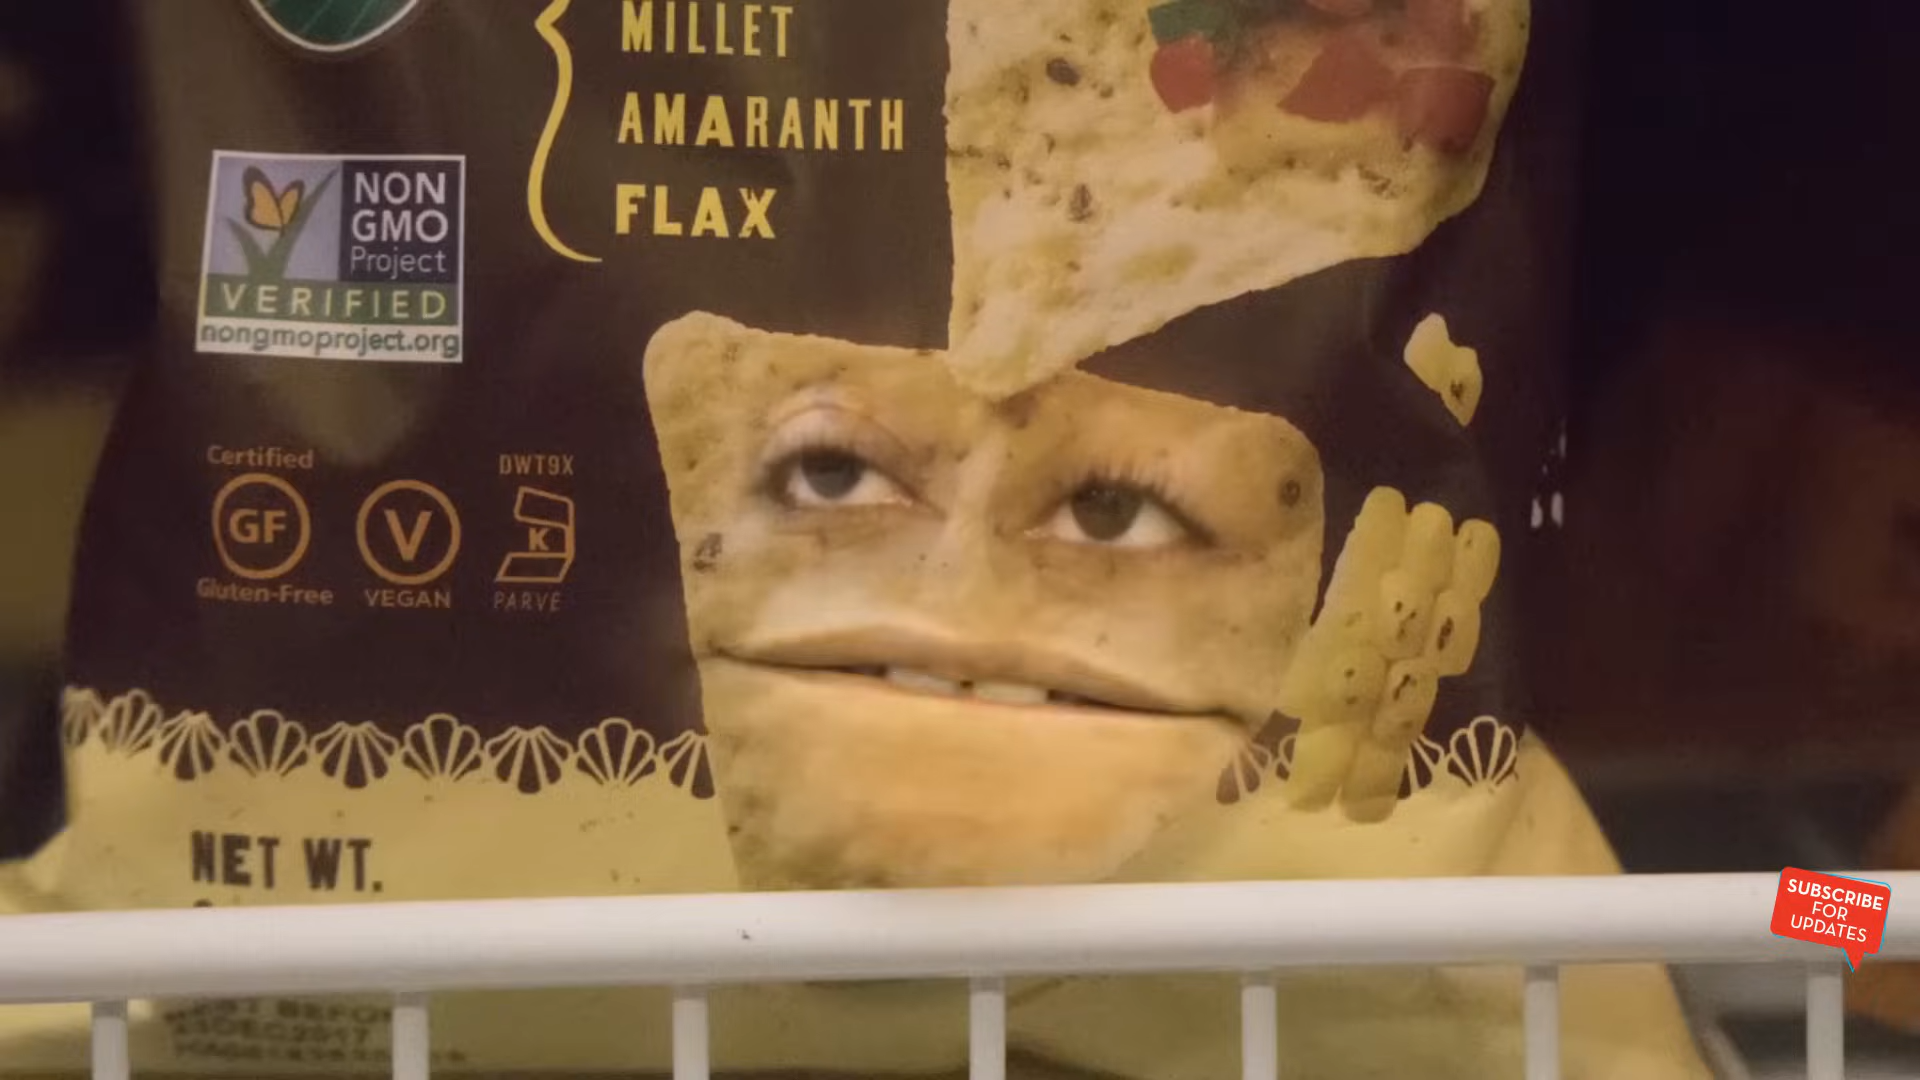 MILLET
AMARANTH
FLAX
NON
GMO
Project
VERIFIED
nongmoproject.org
Certified
GF
Gluten-Free
V
VEGAN
DWT9X
K
PARVE
NET WT.
SUBSCRIBE
FOR
UPDATES